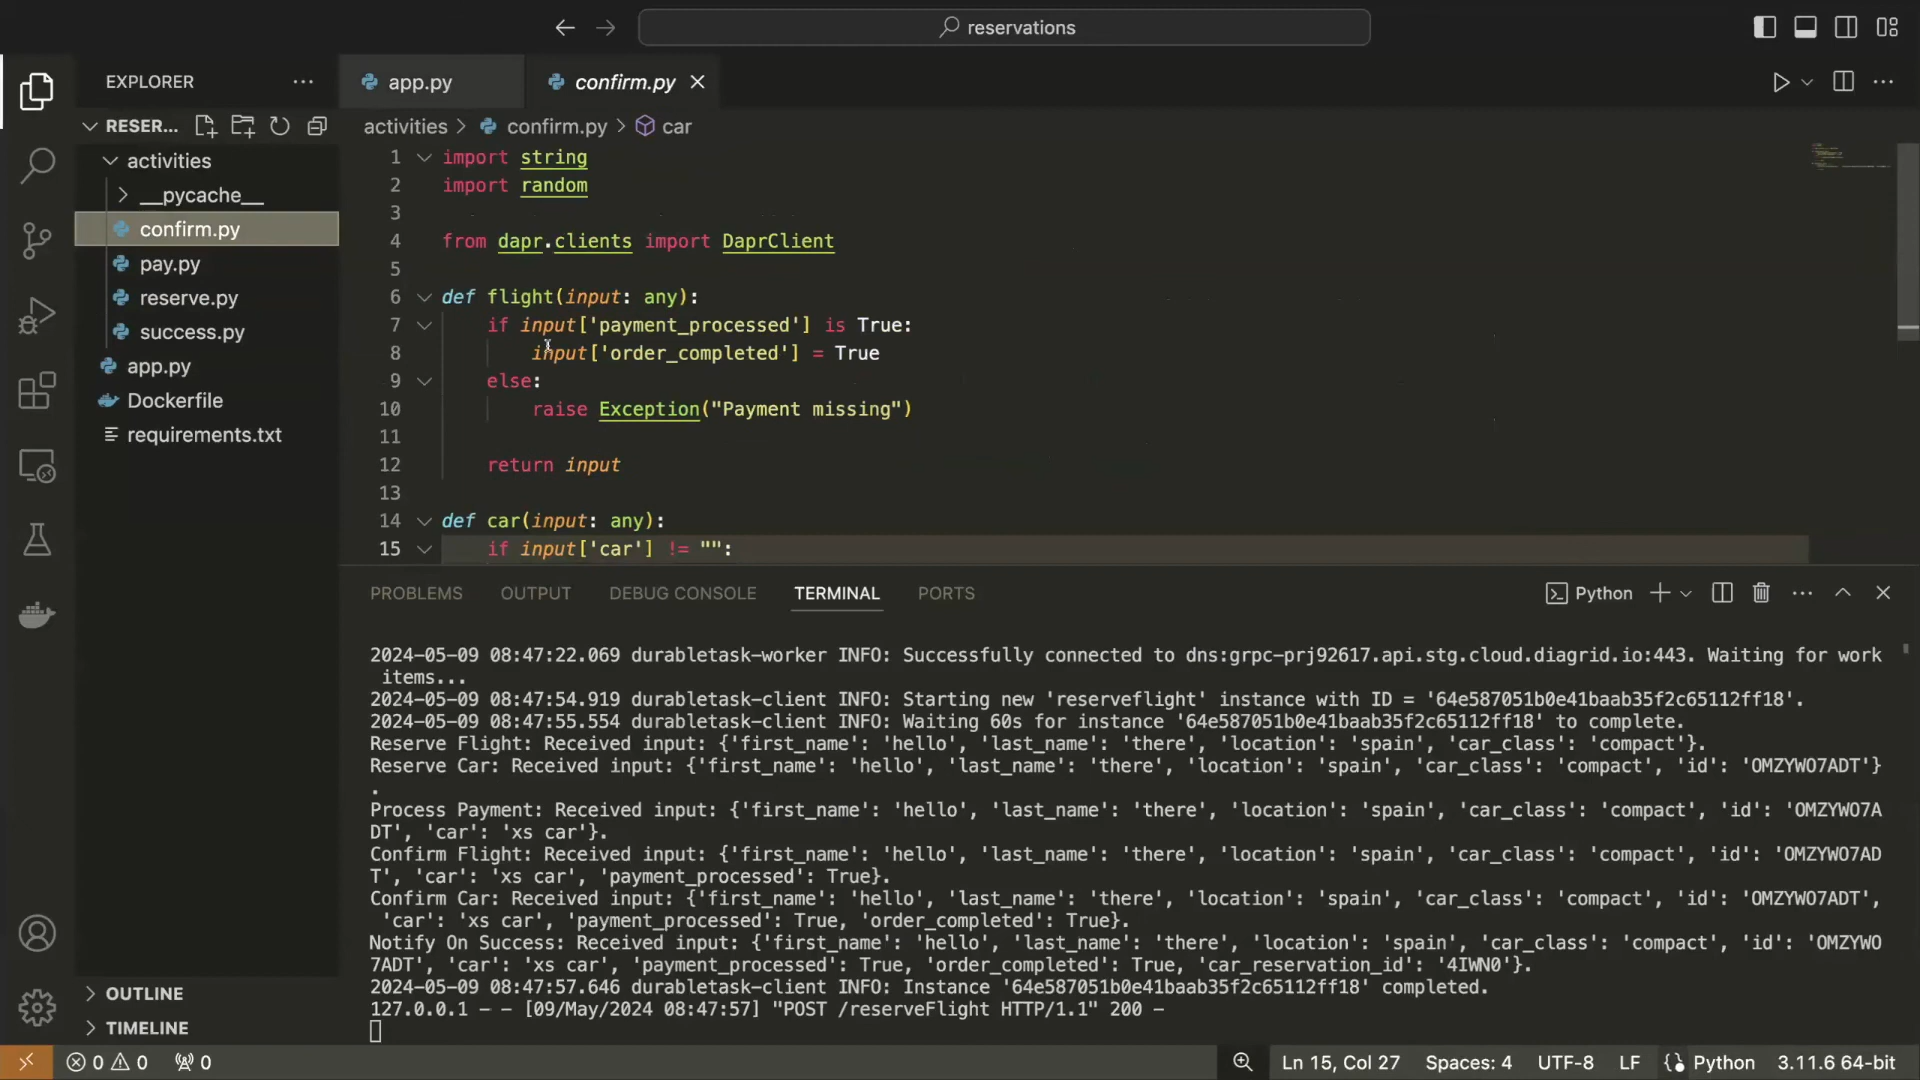 reservations
EXPLORER
app.py
confirm.py
RESER...
activities > confirm.py > car
activities
__pycache__
confirm.py
pay.py
reserve.py
success.py
app.py
Dockerfile
requirements.txt
OUTLINE
TIMELINE
1 import string
2 import random
3
4 from dapr.clients import DaprClient
5
6 def flight(input: any):
7 if input['payment_processed'] is True:
8 input['order_completed'] = True
9 else:
10 raise Exception("Payment missing")
11
12 return input
13
14 def car(input: any):
15 if input['car'] != "":
PROBLEMS OUTPUT DEBUG CONSOLE TERMINAL PORTS Python
2024-05-09 08:47:22.069 durabletask-worker INFO: Successfully connected to dns:grpc-prj92617.api.stg.cloud.diagrid.io:443. Waiting for work
items...
2024-05-09 08:47:54.919 durabletask-client INFO: Starting new 'reserveflight' instance with ID = '64e587051b0e41baab35f2c65112ff18'.
2024-05-09 08:47:55.554 durabletask-client INFO: Waiting 60s for instance '64e587051b0e41baab35f2c65112ff18' to complete.
Reserve Flight: Received input: {'first_name': 'hello', 'last_name': 'there', 'location': 'spain', 'car_class': 'compact'}.
Reserve Car: Received input: {'first_name': 'hello', 'last_name': 'there', 'location': 'spain', 'car_class': 'compact', 'id': 'OMZYWO7ADT'}
.
Process Payment: Received input: {'first_name': 'hello', 'last_name': 'there', 'location': 'spain', 'car_class': 'compact', 'id': 'OMZYWO7A
DT', 'car': 'xs car'}.
Confirm Flight: Received input: {'first_name': 'hello', 'last_name': 'there', 'location': 'spain', 'car_class': 'compact', 'id': 'OMZYWO7AD
T', 'car': 'xs car', 'payment_processed': True}.
Confirm Car: Received input: {'first_name': 'hello', 'last_name': 'there', 'location': 'spain', 'car_class': 'compact', 'id': 'OMZYWO7ADT',
'car': 'xs car', 'payment_processed': True, 'order_completed': True}.
Notify On Success: Received input: {'first_name': 'hello', 'last_name': 'there', 'location': 'spain', 'car_class': 'compact', 'id': 'OMZYWO
7ADT', 'car': 'xs car', 'payment_processed': True, 'order_completed': True, 'car_reservation_id': '4IWN0'}.
2024-05-09 08:47:57.646 durabletask-client INFO: Instance '64e587051b0e41baab35f2c65112ff18' completed.
127.0.0.1 - - [09/May/2024 08:47:57] "POST /reserveFlight HTTP/1.1" 200 -
0 0 0 Ln 15, Col 27 Spaces: 4 UTF-8 LF Python 3.11.6 64-bit